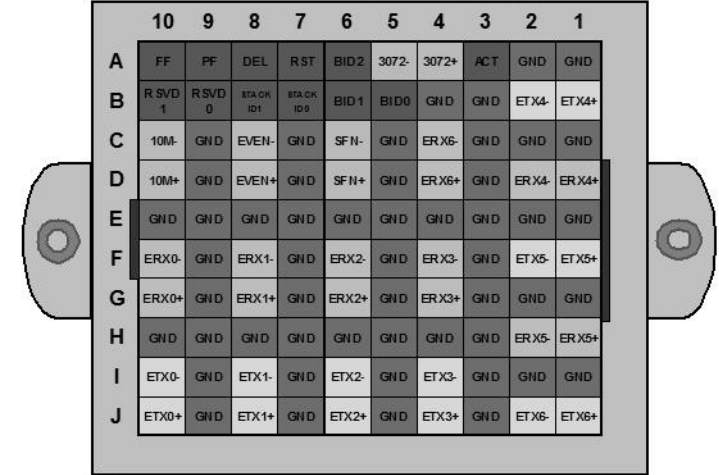 10 9 8 7 6 5 4 3 2 1
A FF PF DEL RST BID2 3072- 3072+ ACT GND GND
B RSVD 1 RSVD 0 STACK ID1 STACK ID0 BID1 BID0 GND GND ETX4- ETX4+
C 10M- GND EVEN- GND SFN- GND ERX6- GND GND GND
D 10M+ GND EVEN+ GND SFN+ GND ERX6+ GND ERX4- ERX4+
E GND GND GND GND GND GND GND GND GND GND
F ERX0- GND ERX1- GND ERX2- GND ERX3- GND ETX5- ETX5+
G ERX0+ GND ERX1+ GND ERX2+ GND ERX3+ GND GND GND
H GND GND GND GND GND GND GND GND ERX5- ERX5+
I ETX0- GND ETX1- GND ETX2- GND ETX3- GND GND GND
J ETX0+ GND ETX1+ GND ETX2+ GND ETX3+ GND ETX6- ETX6+